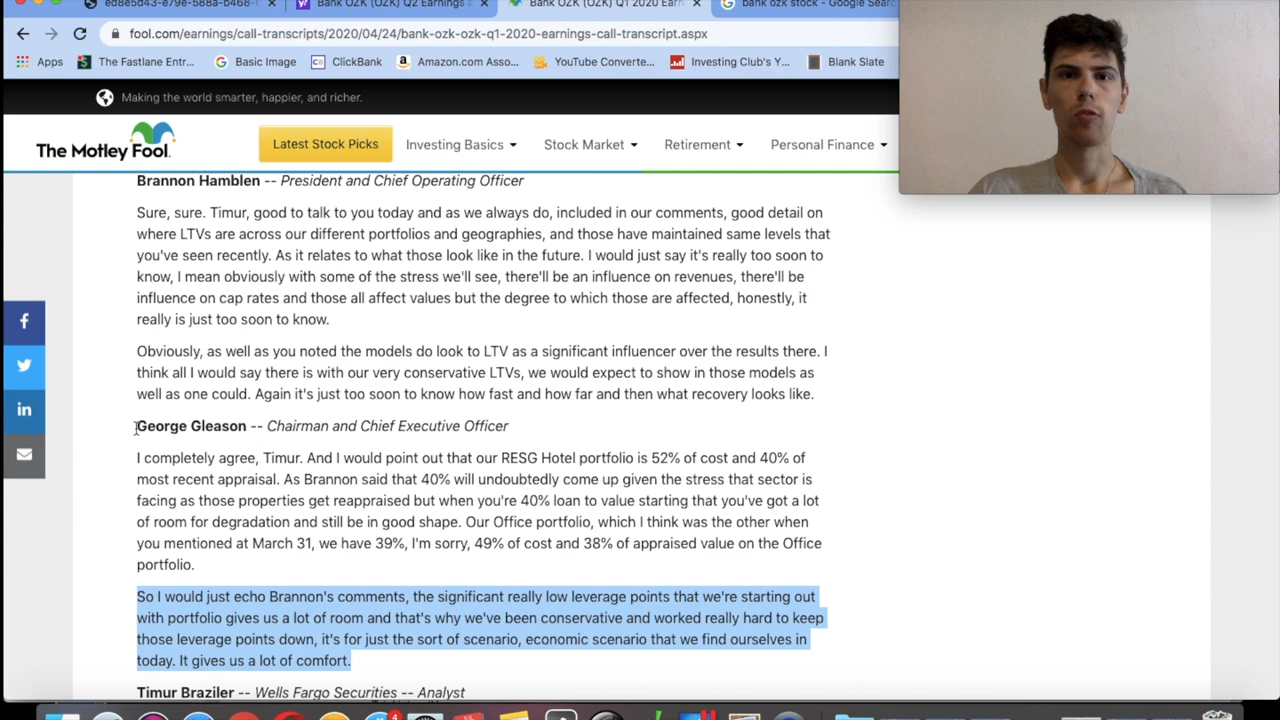 ed8e5d43-e79e-588a-b468-
Bank OZK (OZK) Q2 Earnings
Bank OZK (OZK) Q1 2020 Earn
bank ozk stock - Google Searc
fool.com/earnings/call-transcripts/2020/04/24/bank-ozk-ozk-q1-2020-earnings-call-transcript.aspx
Apps
The Fastlane Entr...
Basic Image
ClickBank
Amazon.com Asso...
YouTube Converte...
Investing Club's Y...
Blank Slate
Making the world smarter, happier, and richer.
The Motley Fool.
Latest Stock Picks
Investing Basics
Stock Market
Retirement
Personal Finance
Brannon Hamblen -- President and Chief Operating Officer
Sure, sure. Timur, good to talk to you today and as we always do, included in our comments, good detail on
where LTVs are across our different portfolios and geographies, and those have maintained same levels that
you've seen recently. As it relates to what those look like in the future. I would just say it's really too soon to
know, I mean obviously with some of the stress we'll see, there'll be an influence on revenues, there'll be
influence on cap rates and those all affect values but the degree to which those are affected, honestly, it
really is just too soon to know.
Obviously, as well as you noted the models do look to LTV as a significant influencer over the results there. I
think all I would say there is with our very conservative LTVs, we would expect to show in those models as
well as one could. Again it's just too soon to know how fast and how far and then what recovery looks like.
George Gleason -- Chairman and Chief Executive Officer
I completely agree, Timur. And I would point out that our RESG Hotel portfolio is 52% of cost and 40% of
most recent appraisal. As Brannon said that 40% will undoubtedly come up given the stress that sector is
facing as those properties get reappraised but when you're 40% loan to value starting that you've got a lot
of room for degradation and still be in good shape. Our Office portfolio, which I think was the other when
you mentioned at March 31, we have 39%, I'm sorry, 49% of cost and 38% of appraised value on the Office
portfolio.
So I would just echo Brannon's comments, the significant really low leverage points that we're starting out
with portfolio gives us a lot of room and that's why we've been conservative and worked really hard to keep
those leverage points down, it's for just the sort of scenario, economic scenario that we find ourselves in
today. It gives us a lot of comfort.
Timur Braziler -- Wells Fargo Securities -- Analyst